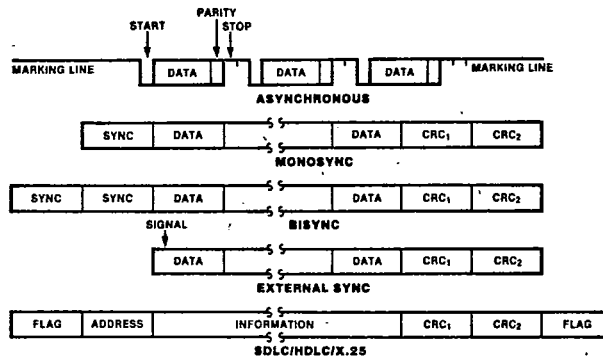 START
PARITY
STOP
MARKING LINE DATA DATA DATA MARKING LINE
ASYNCHRONOUS
SYNC DATA DATA CRC₁ CRC₂
MONOSYNC
SYNC SYNC DATA DATA CRC₁ CRC₂
BISYNC
SIGNAL
DATA DATA CRC₁ CRC₂
EXTERNAL SYNC
FLAG ADDRESS INFORMATION CRC₁ CRC₂ FLAG
SDLC/HDLC/X.25